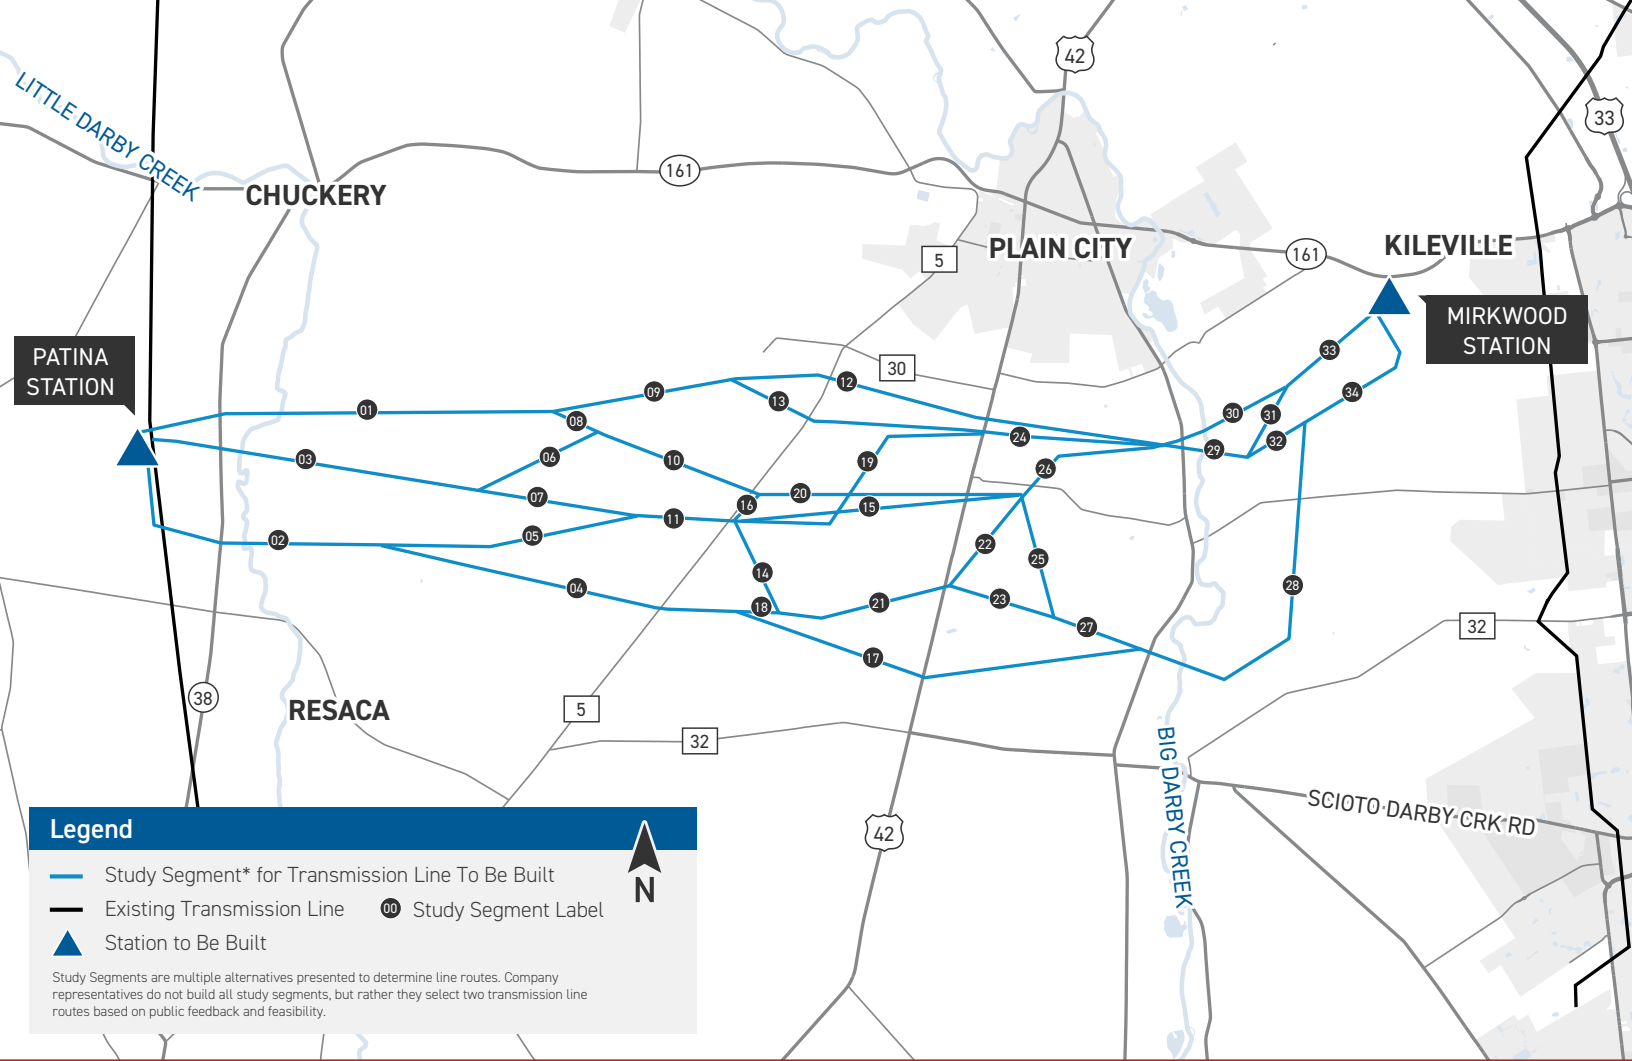 42
33
LITTLE DARBY CREEK
161
CHUCKERY
PLAIN CITY
KILEVILLE
5
161
MIRKWOOD
STATION
PATINA
STATION
30
33
12
34
09
13
01
30
31
08
24
32
29
06
10
19
26
03
20
07
16
15
11
05
02
22
25
14
04
28
18
21
23
27
32
17
38
RESACA
5
32
BIG DARBY CREEK
SCIOTO DARBY CRK RD
42
Legend
Study Segment* for Transmission Line To Be Built
Existing Transmission Line
00 Study Segment Label
Station to Be Built
N
Study Segments are multiple alternatives presented to determine line routes. Company
representatives do not build all study segments, but rather they select two transmission line
routes based on public feedback and feasibility.